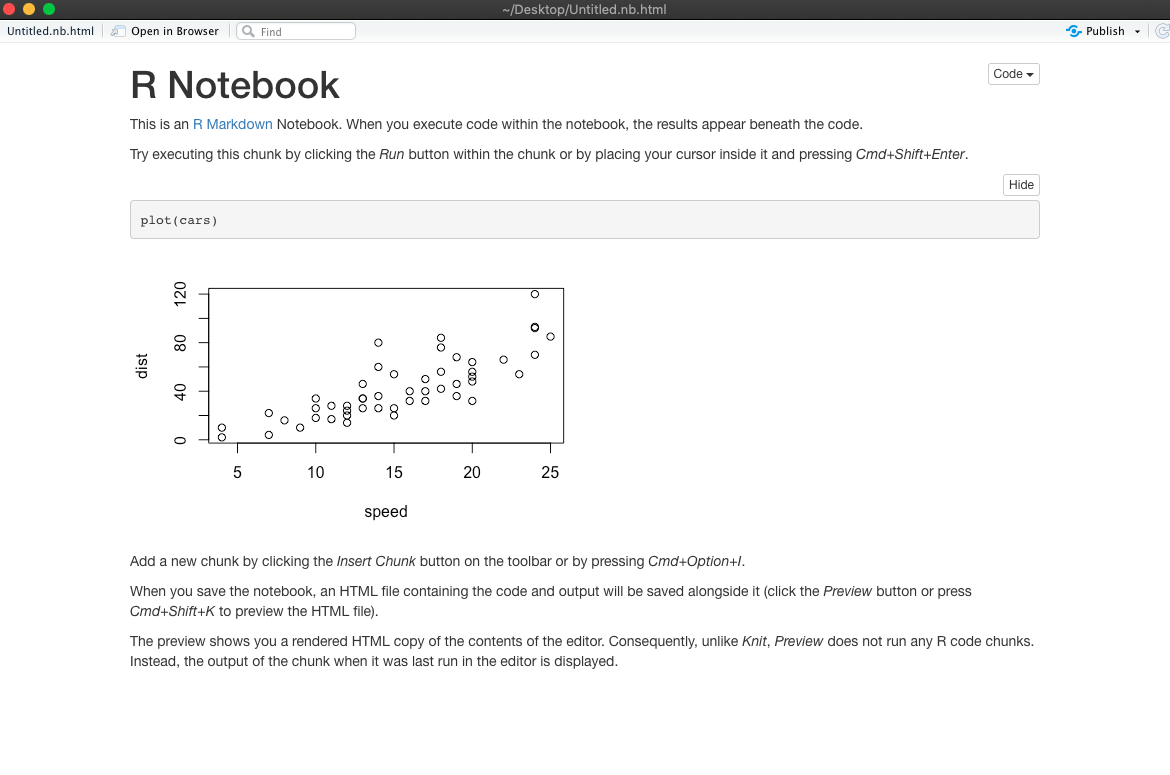 ~/Desktop/Untitled.nb.html
Untitled.nb.html Open in Browser Find Publish
R Notebook
Code
This is an R Markdown Notebook. When you execute code within the notebook, the results appear beneath the code.
Try executing this chunk by clicking the Run button within the chunk or by placing your cursor inside it and pressing Cmd+Shift+Enter.
Hide
plot(cars)
120
80
40
0
dist
5 10 15 20 25
speed
Add a new chunk by clicking the Insert Chunk button on the toolbar or by pressing Cmd+Option+I.
When you save the notebook, an HTML file containing the code and output will be saved alongside it (click the Preview button or press
Cmd+Shift+K to preview the HTML file).
The preview shows you a rendered HTML copy of the contents of the editor. Consequently, unlike Knit, Preview does not run any R code chunks.
Instead, the output of the chunk when it was last run in the editor is displayed.